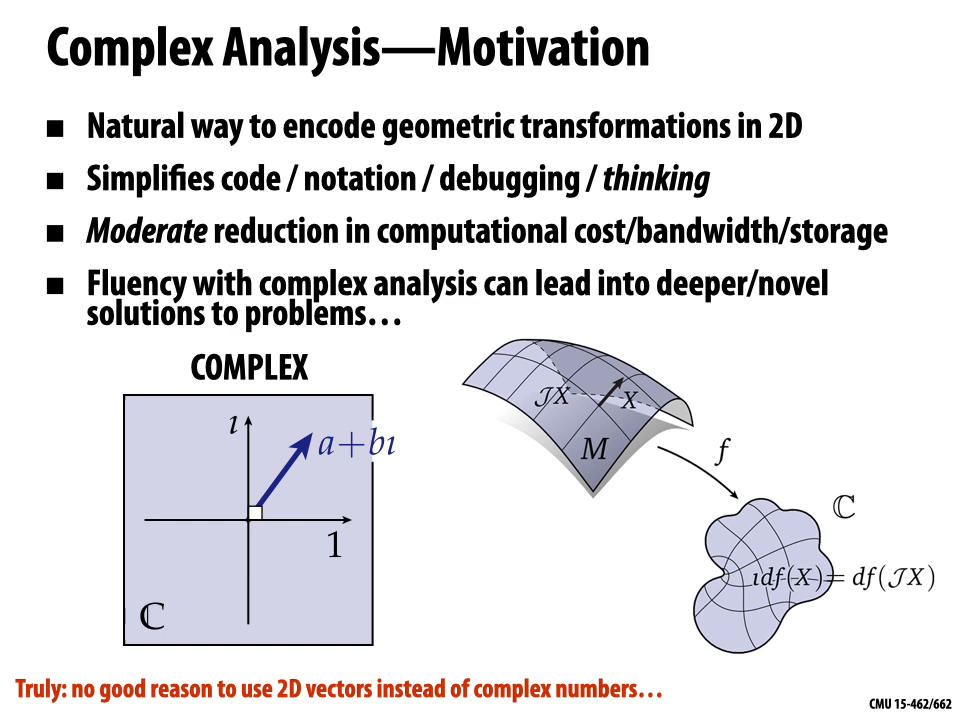 Complex Analysis—Motivation
■ Natural way to encode geometric transformations in 2D
■ Simplifies code / notation / debugging / thinking
■ Moderate reduction in computational cost/bandwidth/storage
■ Fluency with complex analysis can lead into deeper/novel
solutions to problems…
COMPLEX
ı
a+bı
1
ℂ
𝒥X
X
M
f
ℂ
ıdf(X)= df(𝒥X)
Truly: no good reason to use 2D vectors instead of complex numbers…
CMU 15-462/662